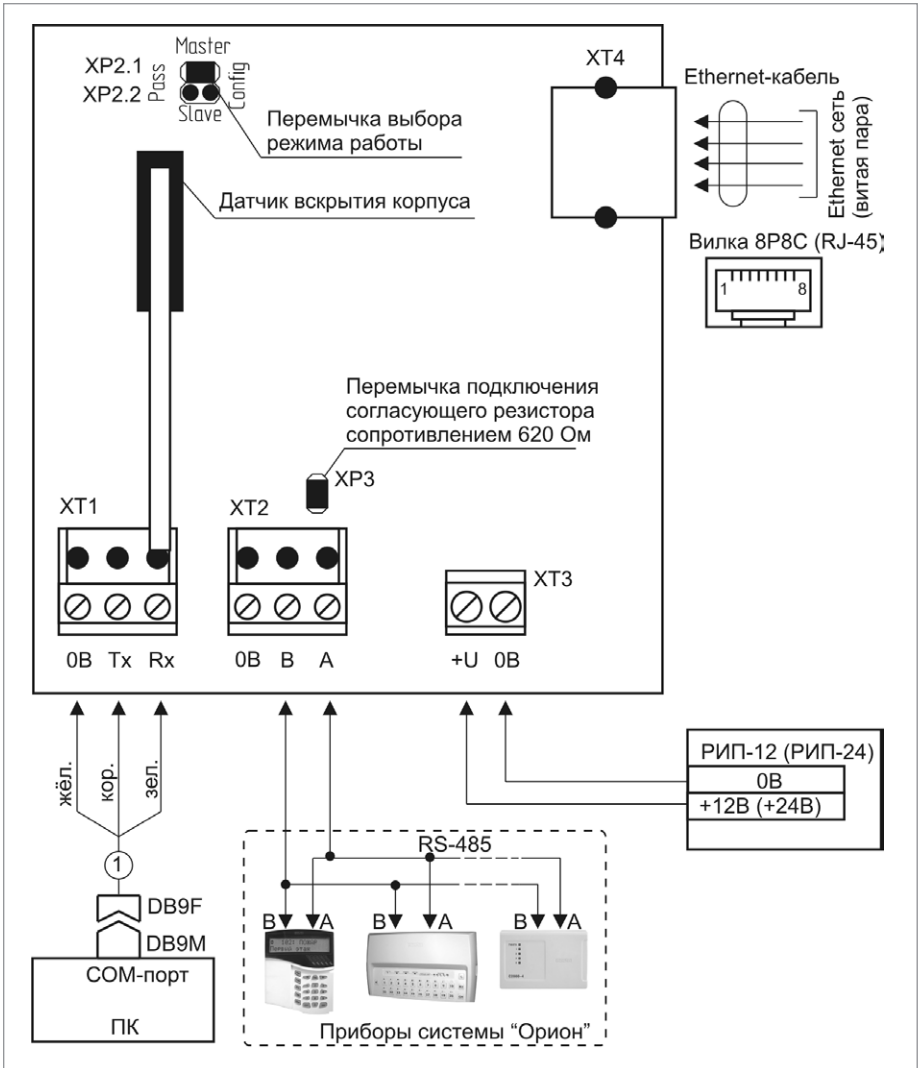 Master
XP2.1
XP2.2
Pass
Config
Slave
Перемычка выбора
режима работы
Датчик вскрытия корпуса
XT4
Ethernet-кабель
Ethernet сеть
(витая пара)
Вилка 8P8C (RJ-45)
1 8
Перемычка подключения
согласующего резистора
сопротивлением 620 Ом
XP3
XT1
XT2
XT3
0В Tx Rx
0В B A
+U 0В
жёл.
кор.
зел.
РИП-12 (РИП-24)
0В
+12В (+24В)
1
DB9F
DB9M
COM-порт
ПК
RS-485
B A B A B A
Приборы системы “Орион”